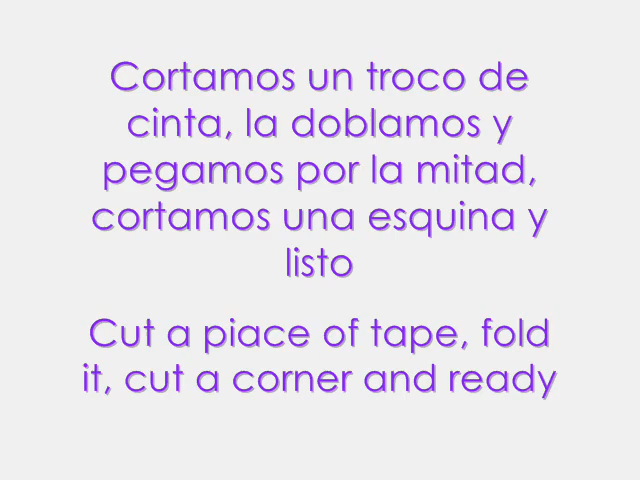 Cortamos un troco de
cinta, la doblamos y
pegamos por la mitad,
cortamos una esquina y
listo
Cut a piace of tape, fold
it, cut a corner and ready